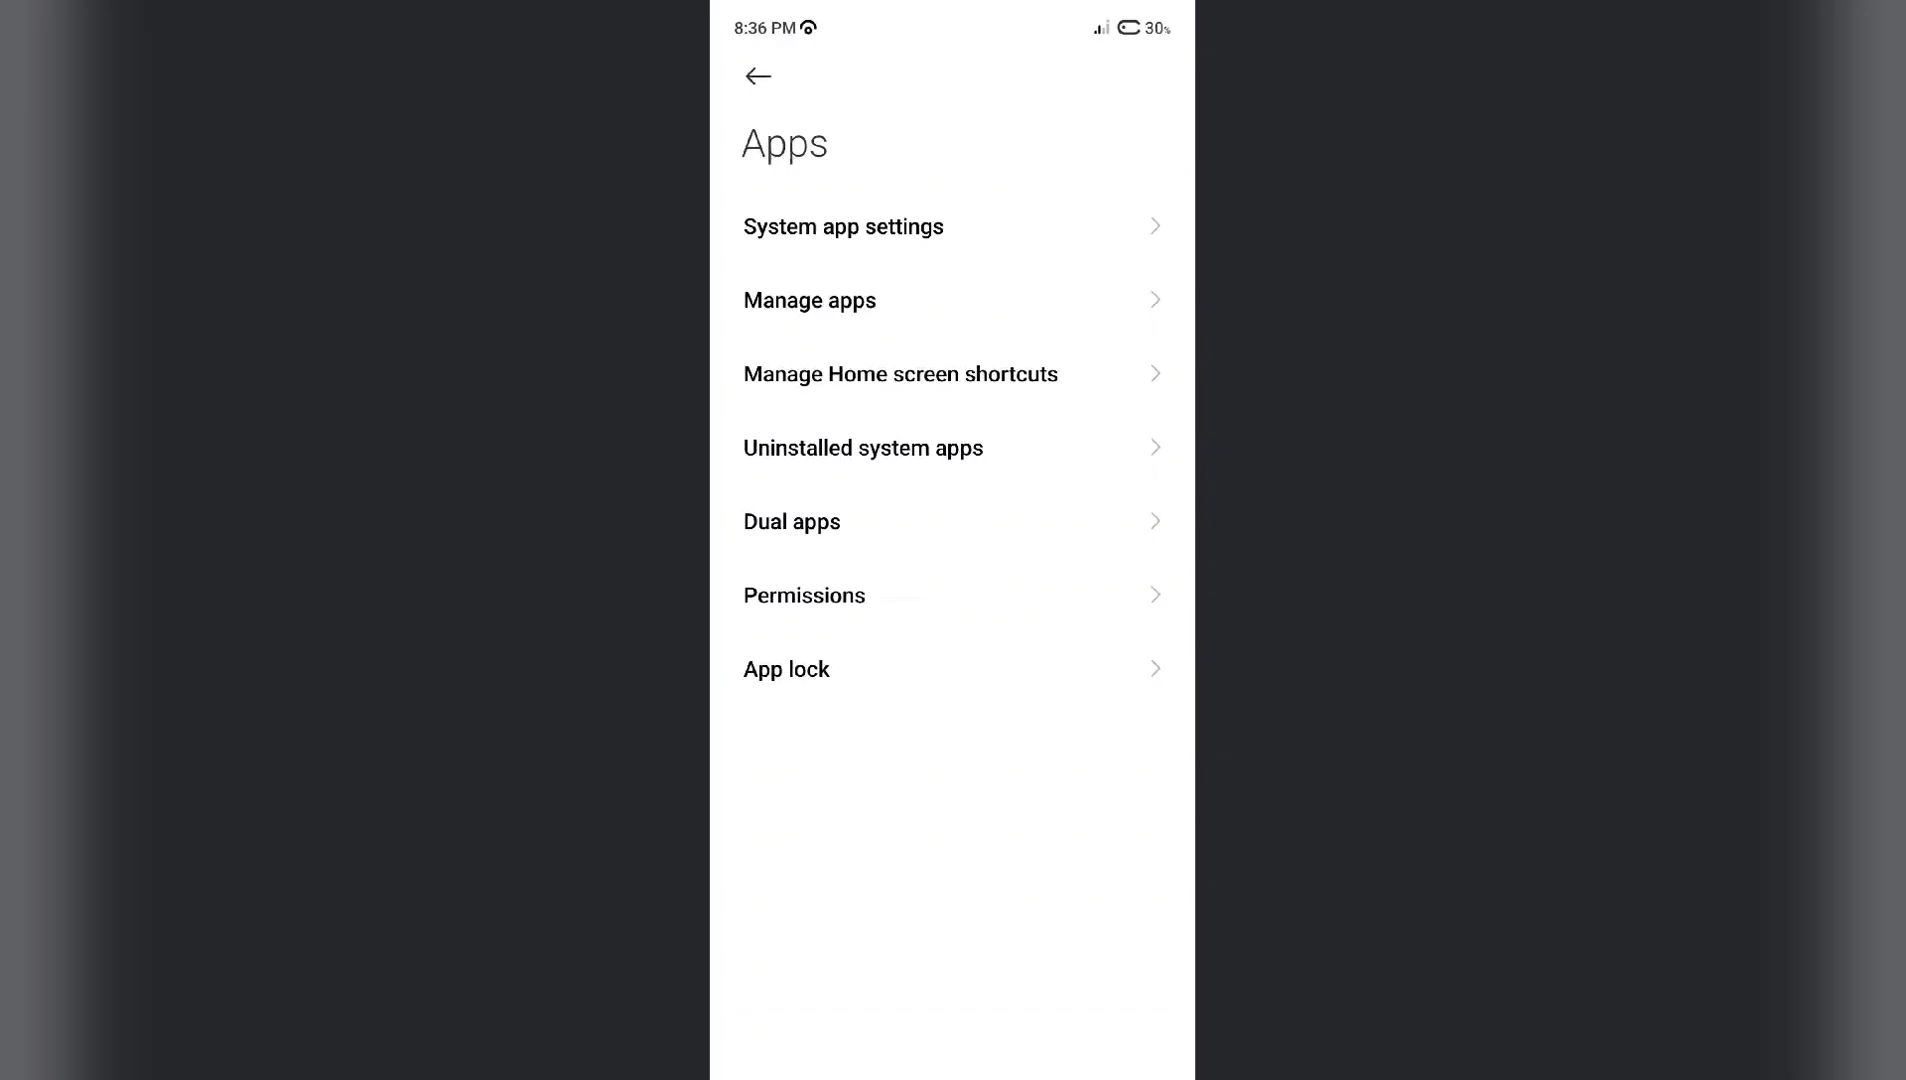 8:36 PM 30%
Apps
System app settings
Manage apps
Manage Home screen shortcuts
Uninstalled system apps
Dual apps
Permissions
App lock